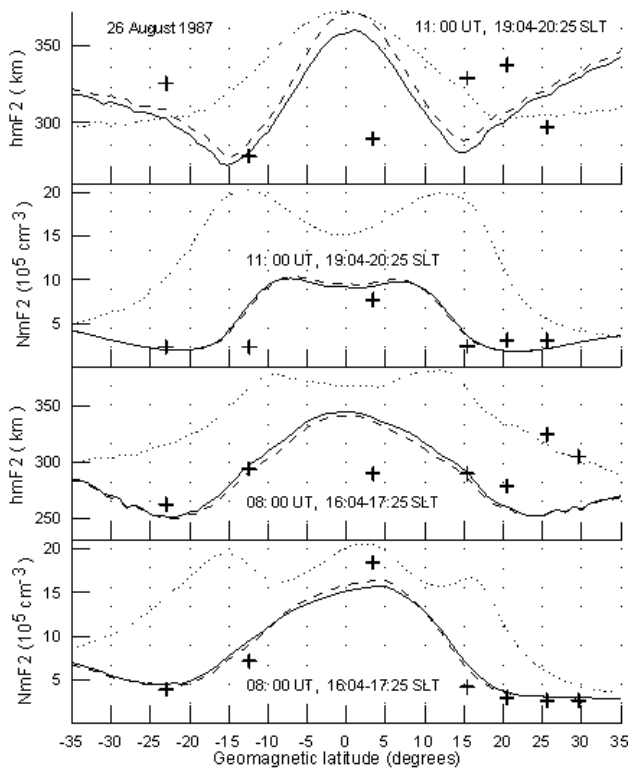 26 August 1987 11:00 UT, 19:04-20:25 SLT
hmF2 ( km)
350
300
20
15
10
5
NmF2 (10⁵ cm⁻³)
11:00 UT, 19:04-20:25 SLT
350
300
250
hmF2 ( km)
08:00 UT, 16:04-17:25 SLT
20
15
10
5
NmF2 (10⁵ cm⁻³)
08:00 UT, 16:04-17:25 SLT
-35 -30 -25 -20 -15 -10 -5 0 5 10 15 20 25 30 35
Geomagnetic latitude (degrees)